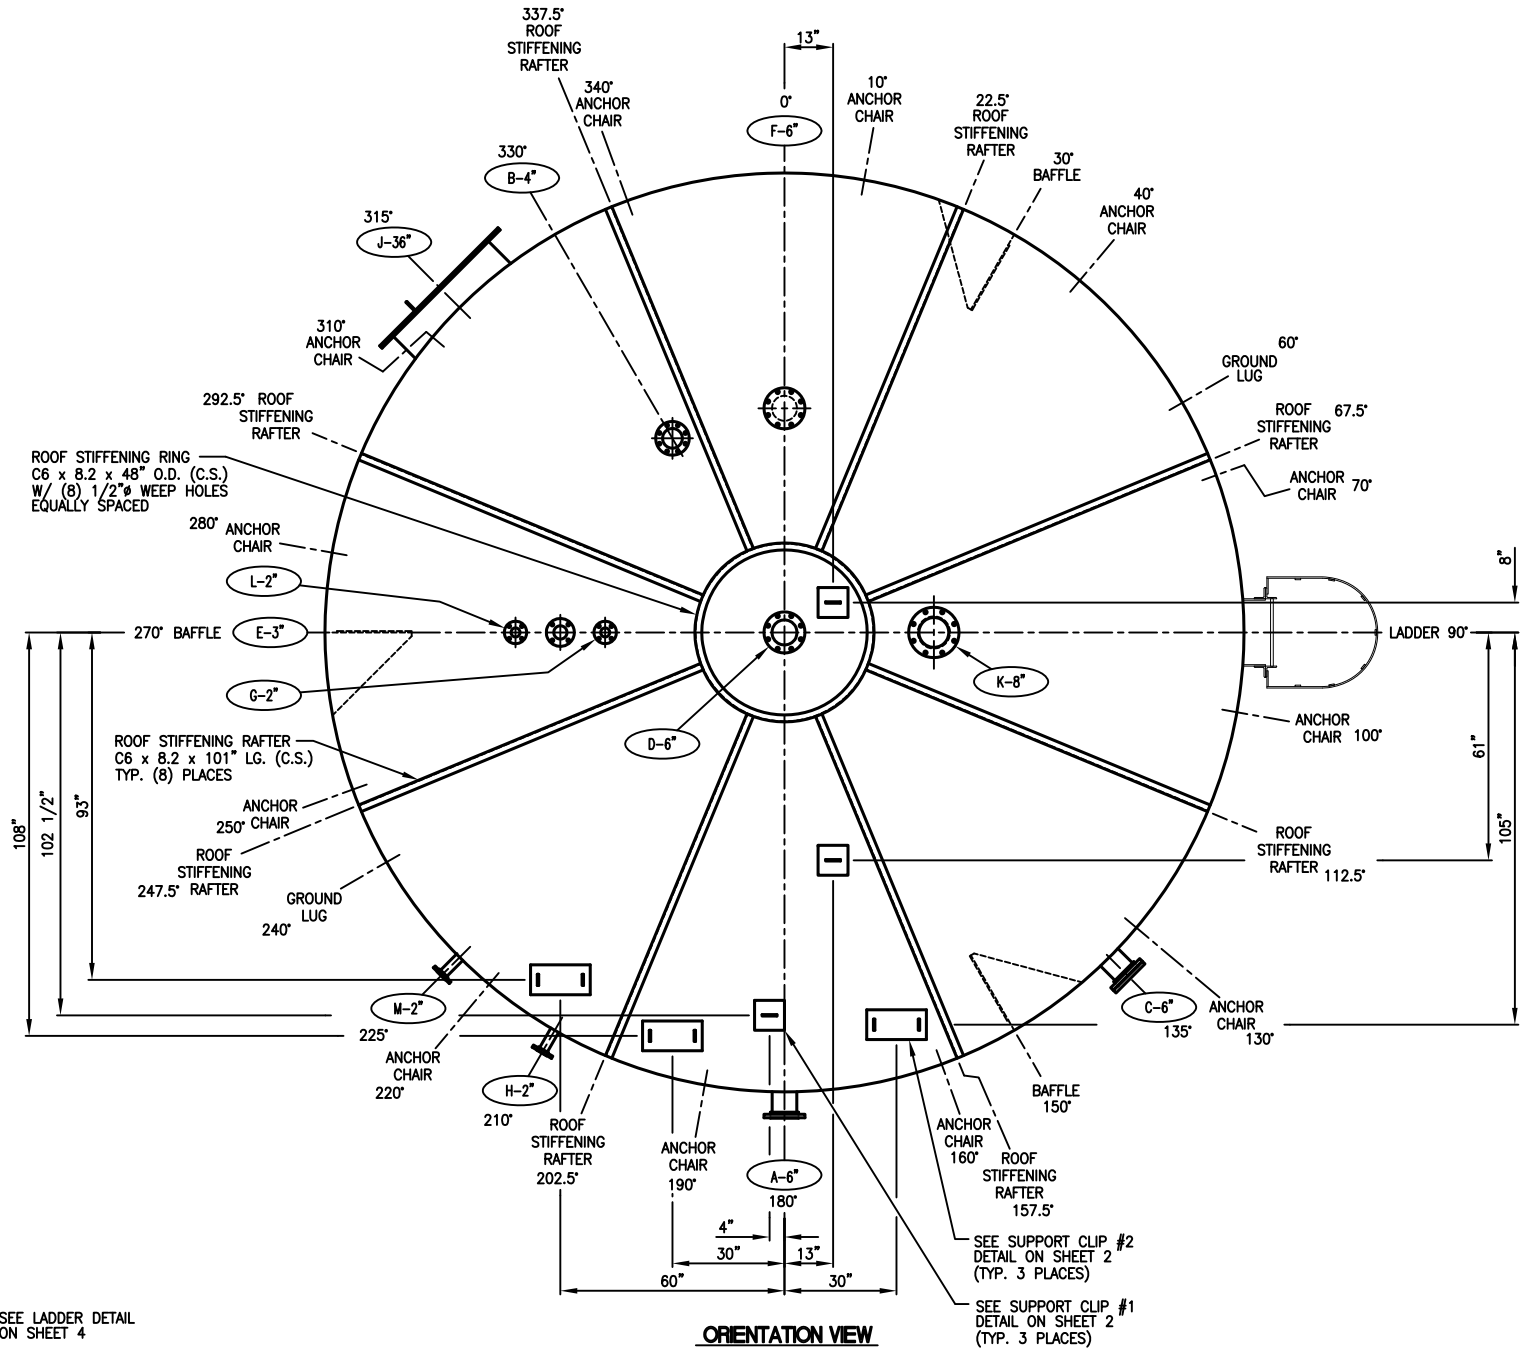 337.5°
ROOF
STIFFENING
RAFTER
13"
340°
ANCHOR
CHAIR
0°
F-6"
10°
ANCHOR
CHAIR
22.5°
ROOF
STIFFENING
RAFTER
330°
B-4"
30°
BAFFLE
40°
ANCHOR
CHAIR
315°
J-36"
310°
ANCHOR
CHAIR
60°
GROUND
LUG
292.5° ROOF
STIFFENING
RAFTER
ROOF 67.5°
STIFFENING
RAFTER
ROOF STIFFENING RING
C6 x 8.2 x 48" O.D. (C.S.)
W/ (8) 1/2"ø WEEP HOLES
EQUALLY SPACED
ANCHOR
CHAIR 70°
280° ANCHOR
CHAIR
8"
L-2"
270° BAFFLE
E-3"
LADDER 90°
G-2"
K-8"
D-6"
ANCHOR
CHAIR 100°
ROOF STIFFENING RAFTER
C6 x 8.2 x 101" LG. (C.S.)
TYP. (8) PLACES
61"
93"
102 1/2"
108"
105"
ANCHOR
250° CHAIR
ROOF
STIFFENING
247.5° RAFTER
ROOF
STIFFENING
RAFTER 112.5°
GROUND
LUG
240°
M-2"
225°
C-6"
135°
ANCHOR
CHAIR
130°
ANCHOR
CHAIR
220°
H-2"
210°
BAFFLE
150°
ROOF
STIFFENING
RAFTER
202.5°
ANCHOR
CHAIR
190°
A-6"
180°
ANCHOR
CHAIR
160°
ROOF
STIFFENING
RAFTER
157.5°
4"
30"
13"
60"
30"
SEE SUPPORT CLIP #2
DETAIL ON SHEET 2
(TYP. 3 PLACES)
SEE SUPPORT CLIP #1
DETAIL ON SHEET 2
(TYP. 3 PLACES)
SEE LADDER DETAIL
ON SHEET 4
ORIENTATION VIEW